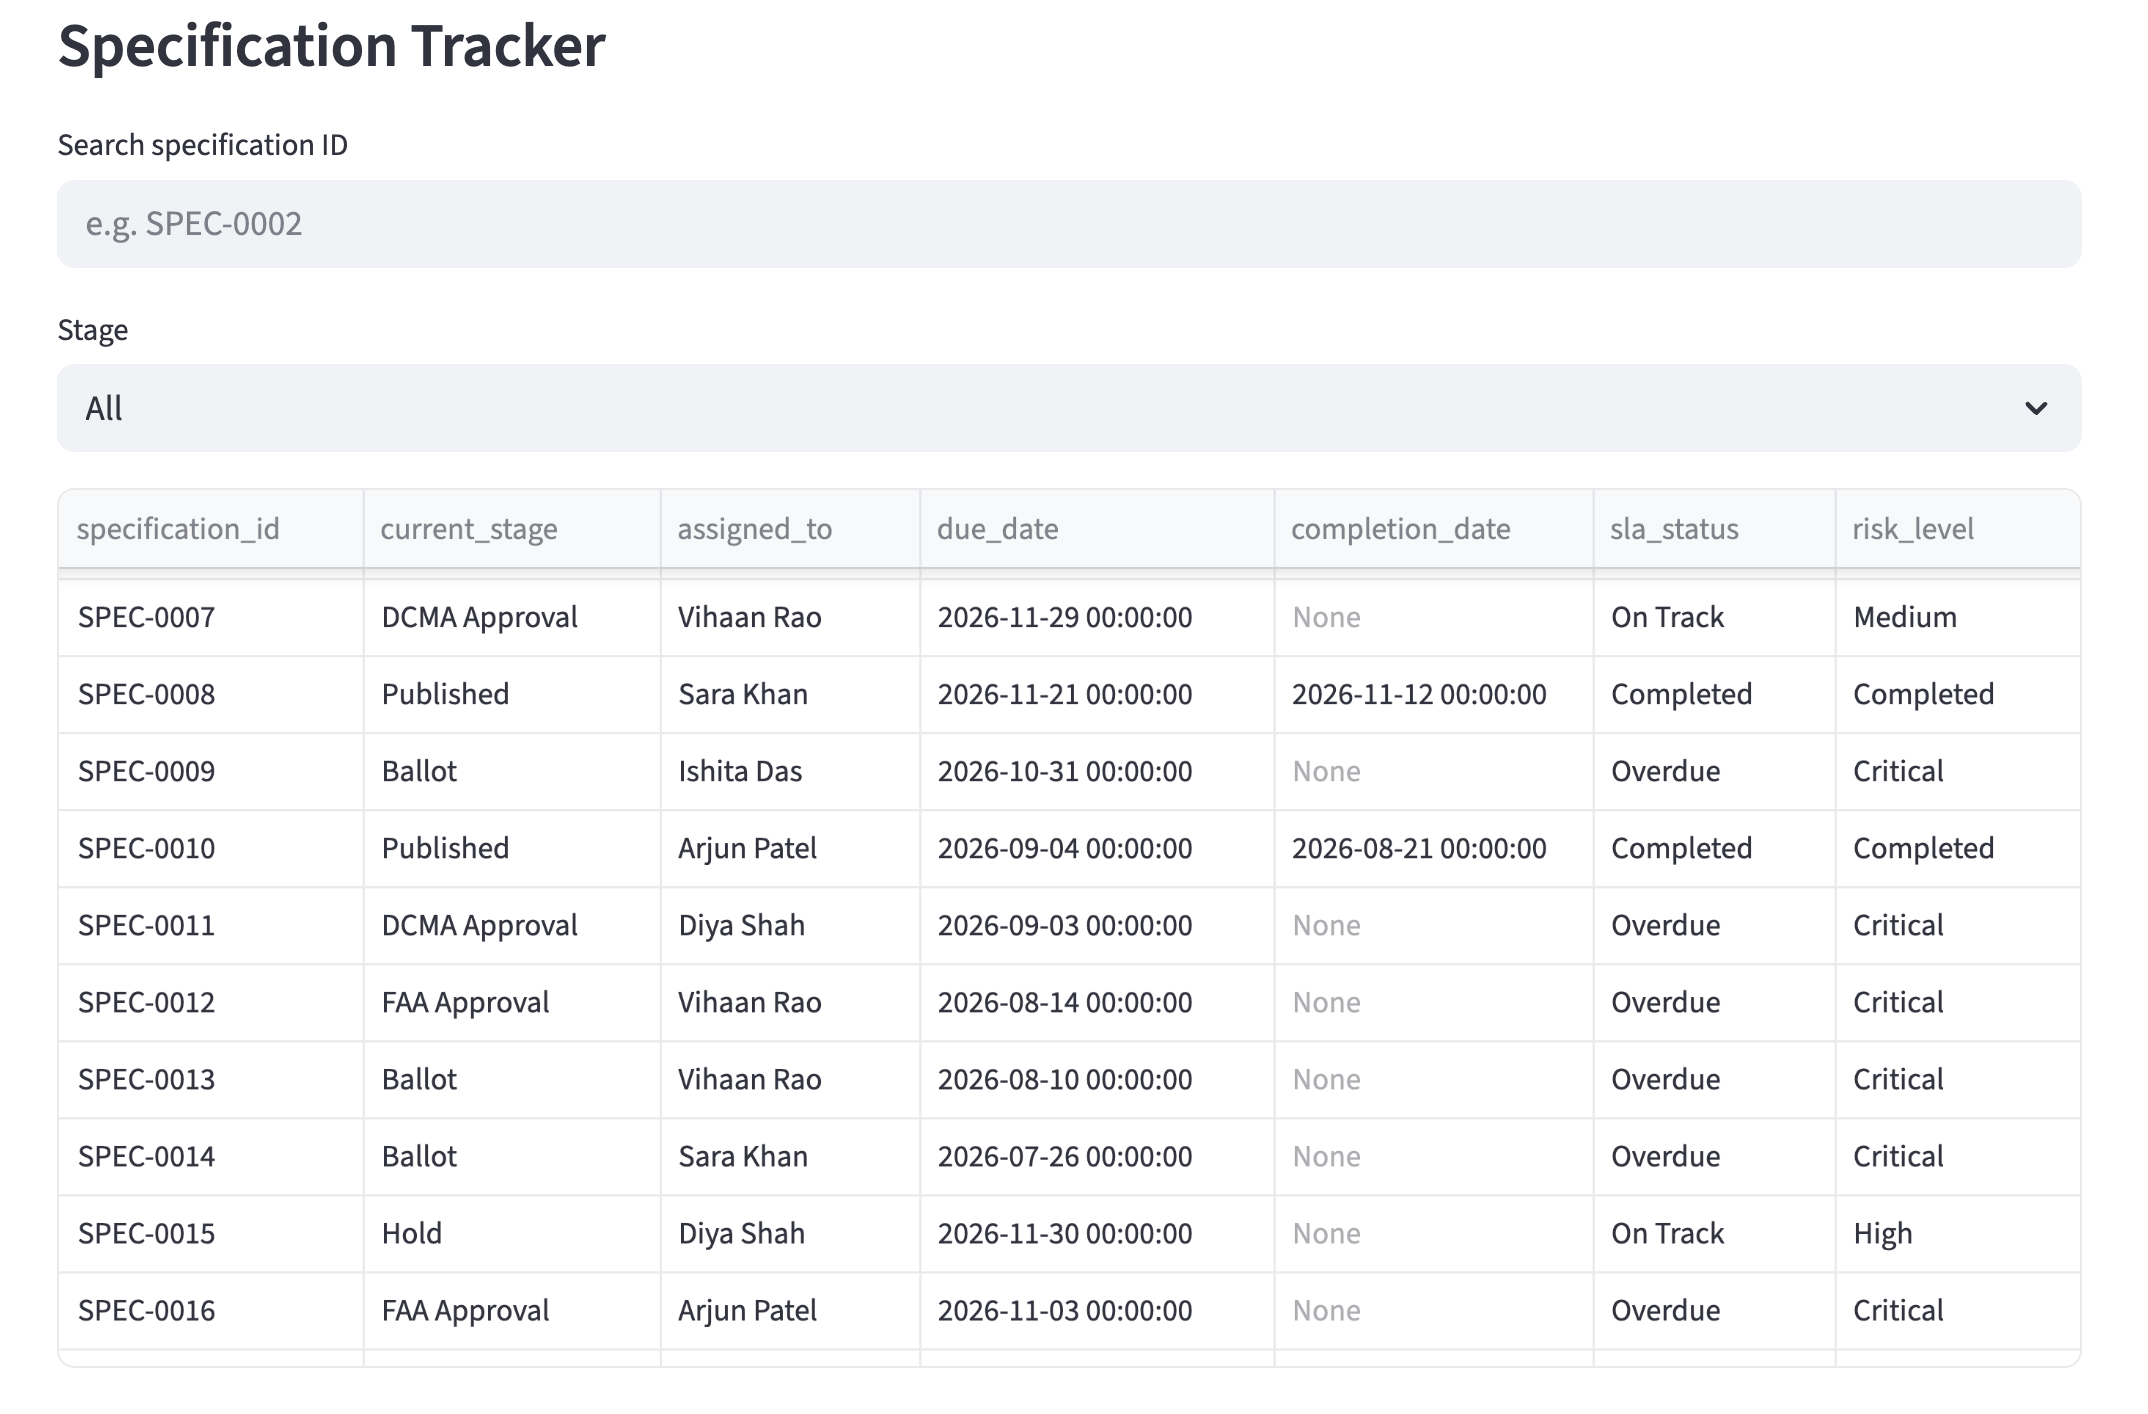 Specification Tracker
Search specification ID
e.g. SPEC-0002
Stage
All
specification_id current_stage assigned_to due_date completion_date sla_status risk_level
SPEC-0007 DCMA Approval Vihaan Rao 2026-11-29 00:00:00 None On Track Medium
SPEC-0008 Published Sara Khan 2026-11-21 00:00:00 2026-11-12 00:00:00 Completed Completed
SPEC-0009 Ballot Ishita Das 2026-10-31 00:00:00 None Overdue Critical
SPEC-0010 Published Arjun Patel 2026-09-04 00:00:00 2026-08-21 00:00:00 Completed Completed
SPEC-0011 DCMA Approval Diya Shah 2026-09-03 00:00:00 None Overdue Critical
SPEC-0012 FAA Approval Vihaan Rao 2026-08-14 00:00:00 None Overdue Critical
SPEC-0013 Ballot Vihaan Rao 2026-08-10 00:00:00 None Overdue Critical
SPEC-0014 Ballot Sara Khan 2026-07-26 00:00:00 None Overdue Critical
SPEC-0015 Hold Diya Shah 2026-11-30 00:00:00 None On Track High
SPEC-0016 FAA Approval Arjun Patel 2026-11-03 00:00:00 None Overdue Critical